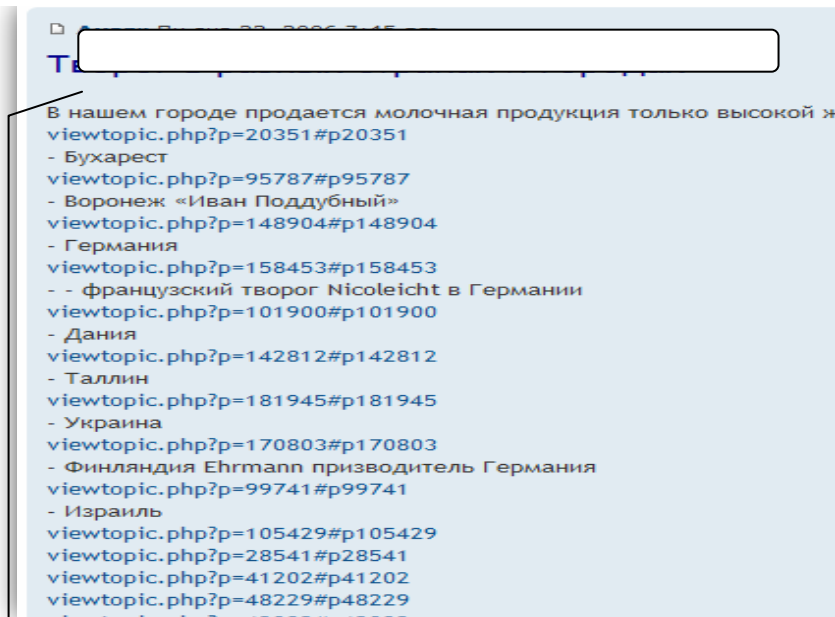 В нашем городе продается молочная продукция только высокой
viewtopic.php?p=20351#p20351
- Бухарест
viewtopic.php?p=95787#p95787
- Воронеж «Иван Поддубный»
viewtopic.php?p=148904#p148904
- Германия
viewtopic.php?p=158453#p158453
- - французский творог Nicoleicht в Германии
viewtopic.php?p=101900#p101900
- Дания
viewtopic.php?p=142812#p142812
- Таллин
viewtopic.php?p=181945#p181945
- Украина
viewtopic.php?p=170803#p170803
- Финляндия Ehrmann призводитель Германия
viewtopic.php?p=99741#p99741
- Израиль
viewtopic.php?p=105429#p105429
viewtopic.php?p=28541#p28541
viewtopic.php?p=41202#p41202
viewtopic.php?p=48229#p48229